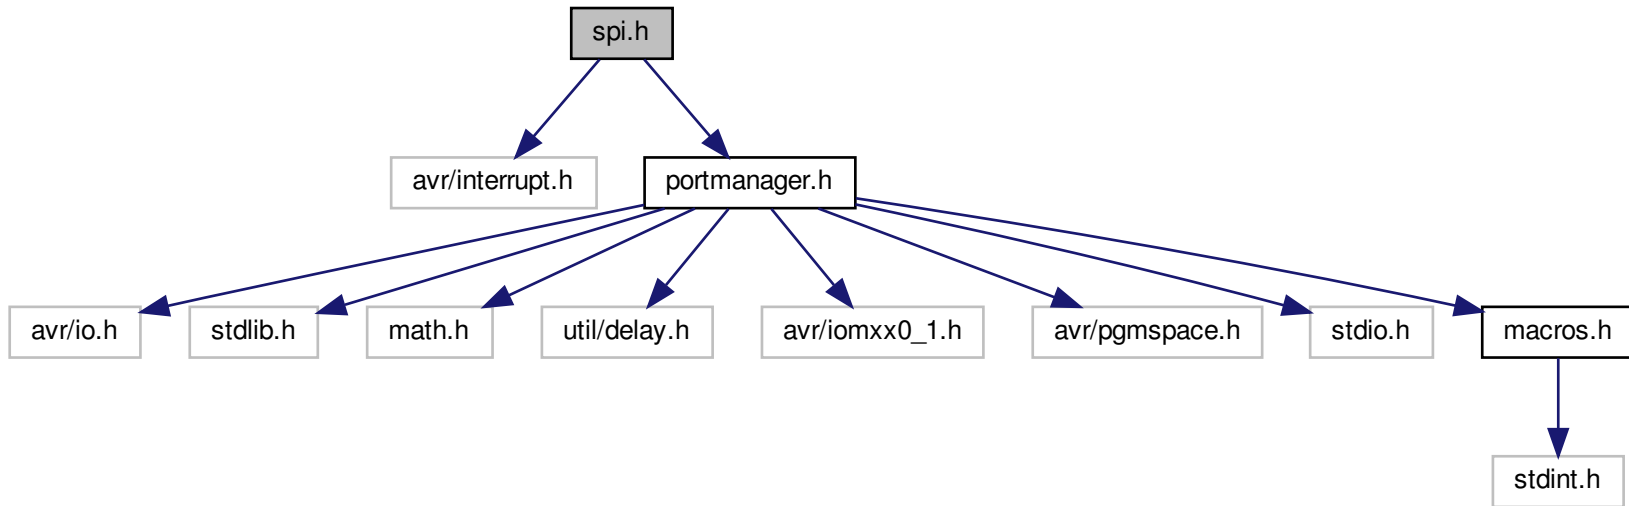 spi.h
avr/interrupt.h
portmanager.h
avr/io.h
stdlib.h
math.h
util/delay.h
avr/iomxx0_1.h
avr/pgmspace.h
stdio.h
macros.h
stdint.h